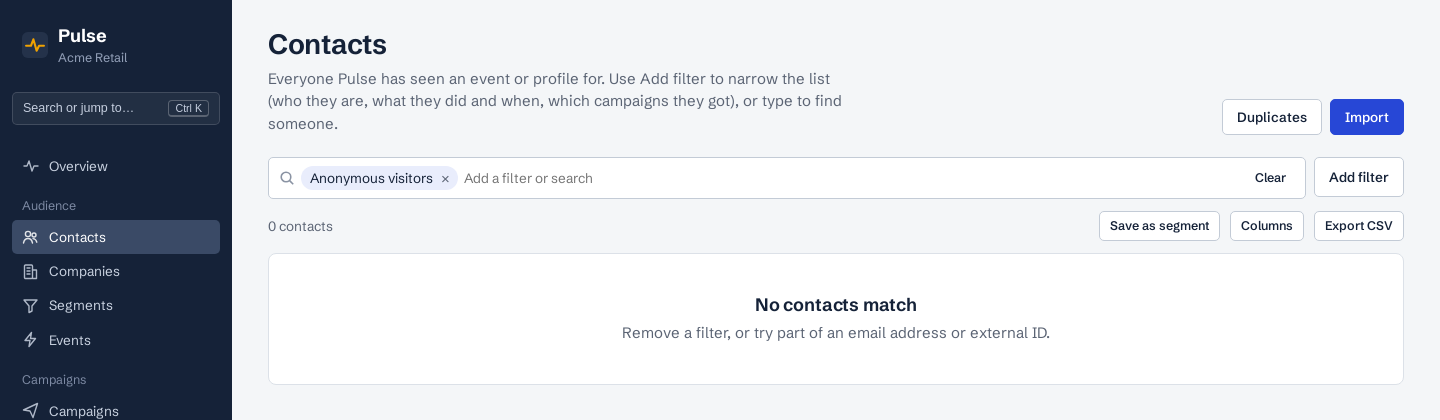 Pulse
Acme Retail
Search or jump to…
Ctrl K
Overview
Audience
Contacts
Companies
Segments
Events
Campaigns
Campaigns
Contacts
Everyone Pulse has seen an event or profile for. Use Add filter to narrow the list
(who they are, what they did and when, which campaigns they got), or type to find
someone.
Duplicates
Import
Anonymous visitors ×
Add a filter or search
Clear
Add filter
0 contacts
Save as segment
Columns
Export CSV
No contacts match
Remove a filter, or try part of an email address or external ID.